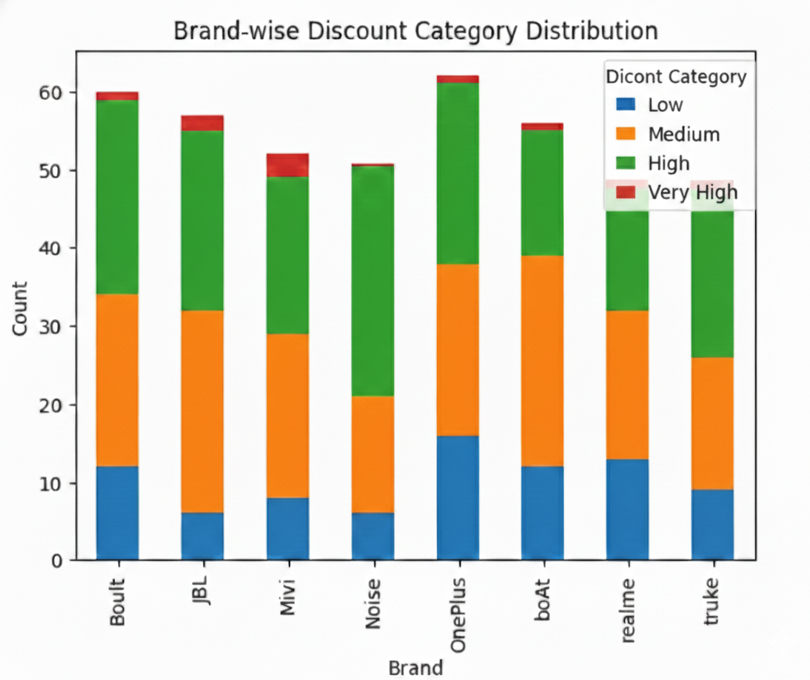 Brand-wise Discount Category Distribution
Dicont Category
Low
Medium
High
Very High
60
50
40
30
20
10
0
Count
Boult
JBL
Mivi
Noise
OnePlus
boAt
realme
truke
Brand